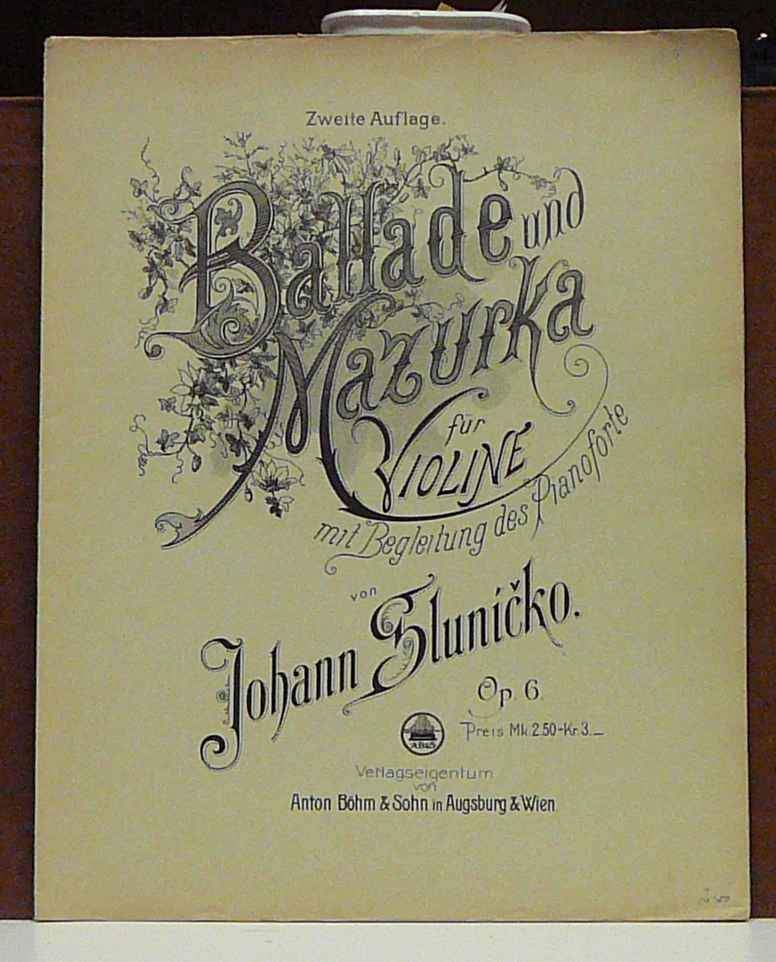 Zweite Auflage.
Ballade und
Mazurka
für
VIOLINE
mit Begleitung des Pianoforte
von
Johann Sluníčko.
Op. 6.
Preis Mk. 2.50-Kr. 3._
A.B&S.
Verlagseigentum
von
Anton Böhm & Sohn in Augsburg & Wien